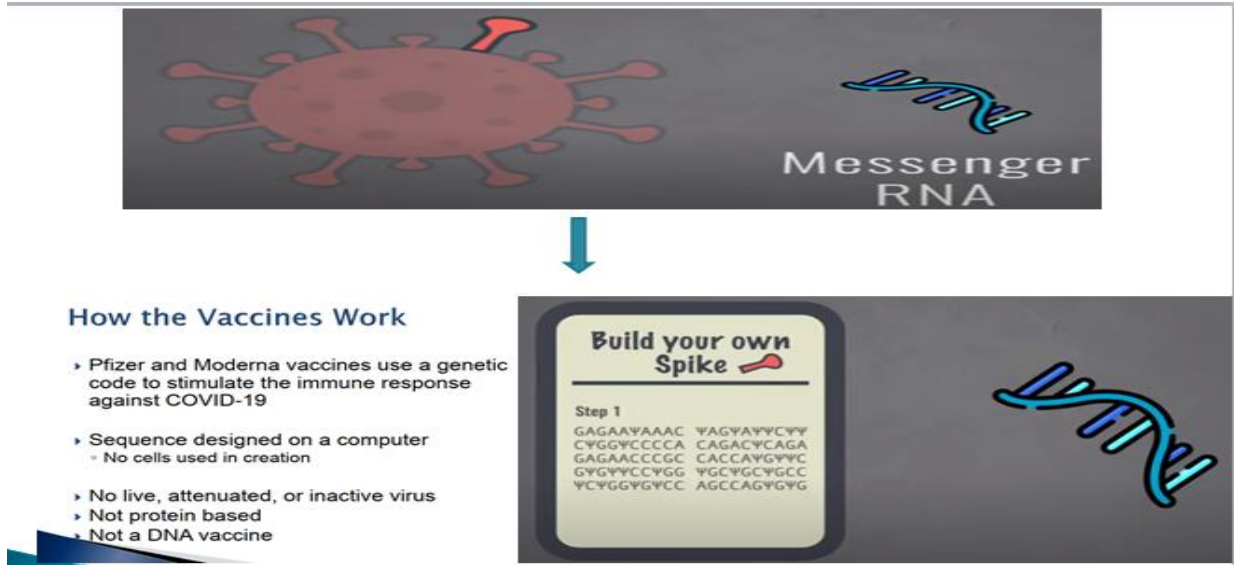 Messenger
RNA
How the Vaccines Work
Pfizer and Moderna vaccines use a genetic
code to stimulate the immune response
against COVID-19
Sequence designed on a computer
No cells used in creation
No live, attenuated, or inactive virus
Not protein based
Not a DNA vaccine
Build your own
Spike
Step 1
GAGAAΨAAAC ΨAGΨAΨΨCΨΨ
CΨGGΨCCCCA CAGACΨCAGA
GAGAACCCGC CACCAΨGΨΨC
GΨGΨΨCCΨGG ΨGCΨGCΨGCC
ΨCΨGGΨGΨCC AGCCAGΨGΨG